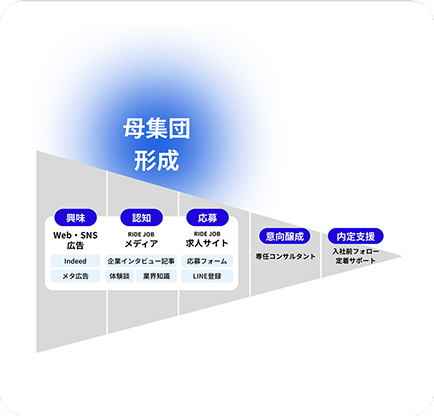 母集団
形成
興味
Web・SNS
広告
Indeed
メタ広告
認知
RIDE JOB
メディア
企業インタビュー記事
体験談
業界知識
応募
RIDE JOB
求人サイト
応募フォーム
LINE登録
意向醸成
専任コンサルタント
内定支援
入社前フォロー
定着サポート